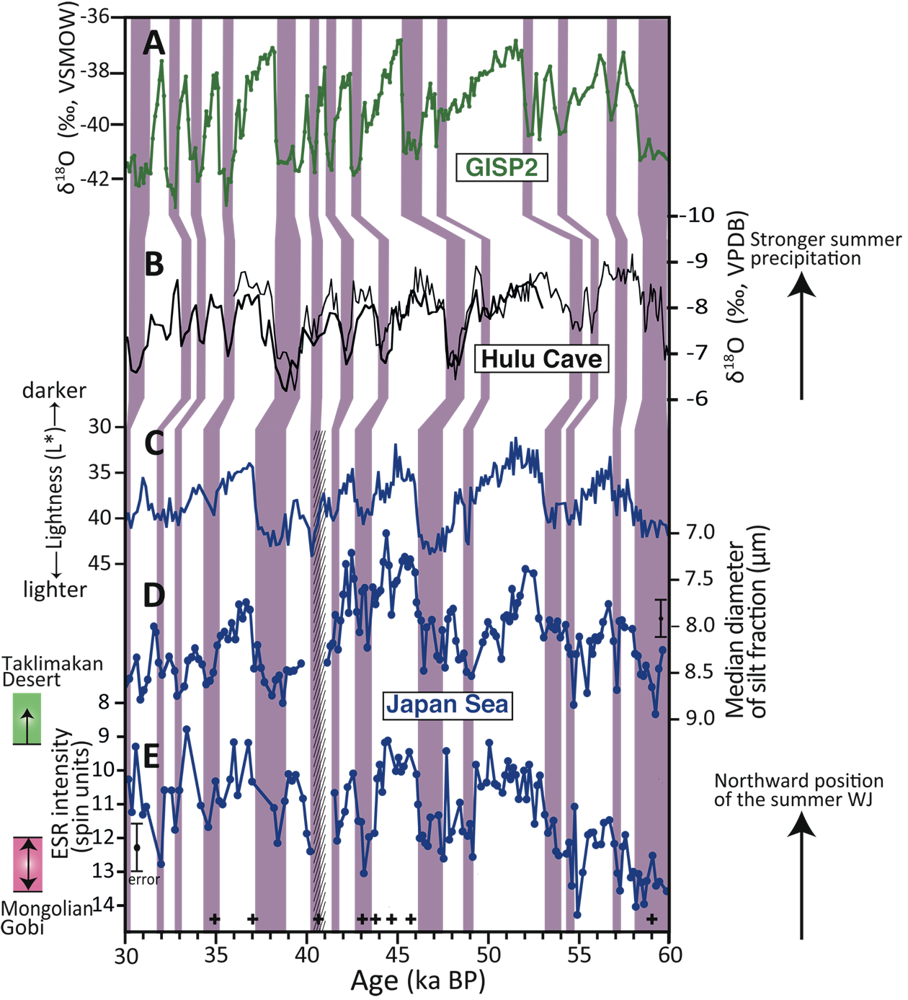 -36
-38
-40
-42
δ¹⁸O (‰, VSMOW)
A
GISP2
-10
-9
-8
-7
-6
δ¹⁸O (‰, VPDB)
Stronger summer
precipitation
B
Hulu Cave
darker
←Lightness (L*)→
lighter
30
35
40
45
C
7.0
7.5
8.0
8.5
9.0
Median diameter
of silt fraction (μm)
D
Japan Sea
Taklimakan
Desert
8
9
10
11
12
13
14
ESR intensity
(spin units)
E
error
Mongolian
Gobi
Northward position
of the summer WJ
30
35
40
45
50
55
60
Age (ka BP)